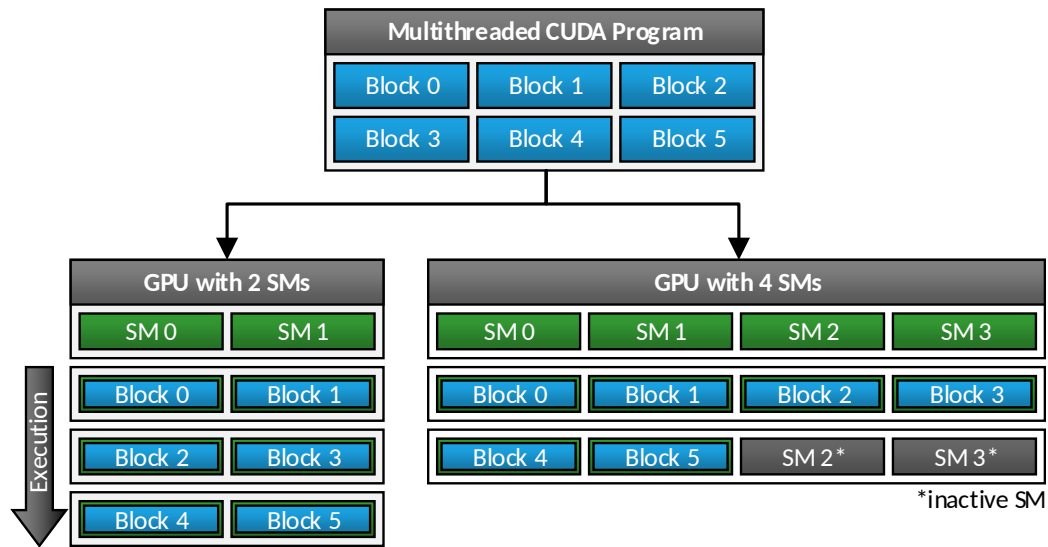 Multithreaded CUDA Program
Block 0 Block 1 Block 2
Block 3 Block 4 Block 5
GPU with 2 SMs
SM 0 SM 1
Execution
Block 0 Block 1
Block 2 Block 3
Block 4 Block 5
GPU with 4 SMs
SM 0 SM 1 SM 2 SM 3
Block 0 Block 1 Block 2 Block 3
Block 4 Block 5 SM 2* SM 3*
*inactive SM